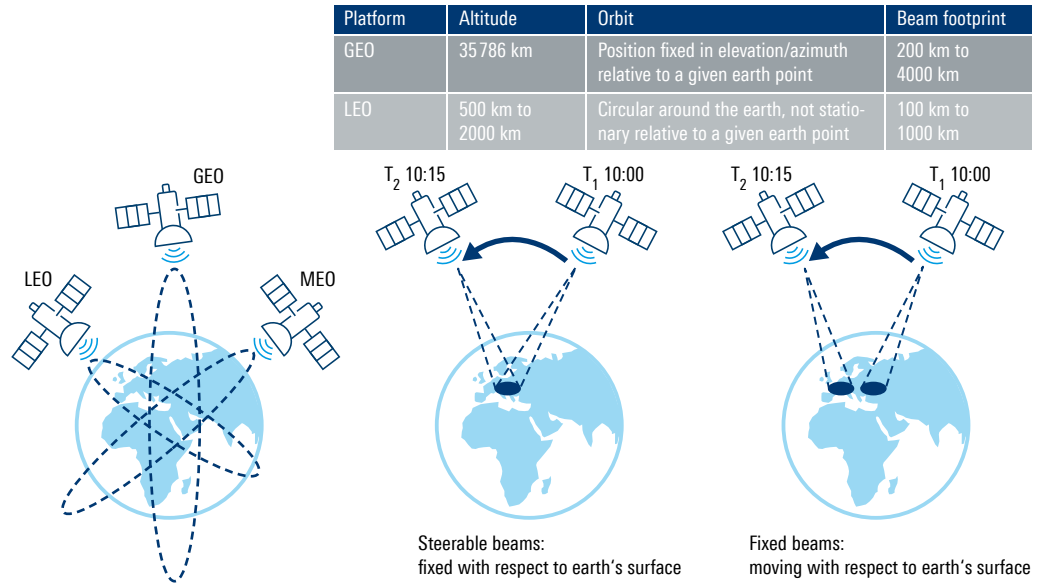 Platform Altitude Orbit Beam footprint
GEO 35 786 km Position fixed in elevation/azimuth 200 km to
relative to a given earth point 4000 km
LEO 500 km to Circular around the earth, not statio- 100 km to
2000 km nary relative to a given earth point 1000 km
GEO
LEO
MEO
T2 10:15 T1 10:00
T2 10:15 T1 10:00
Steerable beams:
fixed with respect to earth‘s surface
Fixed beams:
moving with respect to earth‘s surface